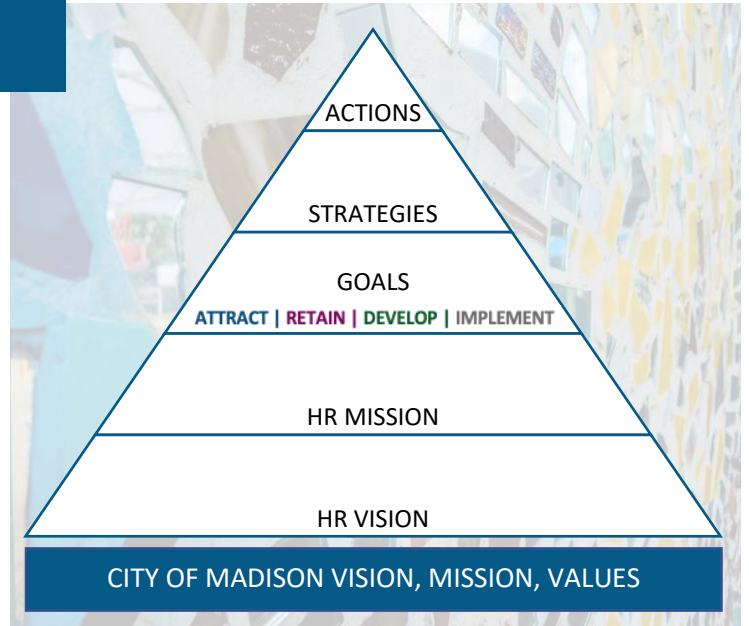 ACTIONS
STRATEGIES
GOALS
ATTRACT | RETAIN | DEVELOP | IMPLEMENT
HR MISSION
HR VISION
CITY OF MADISON VISION, MISSION, VALUES